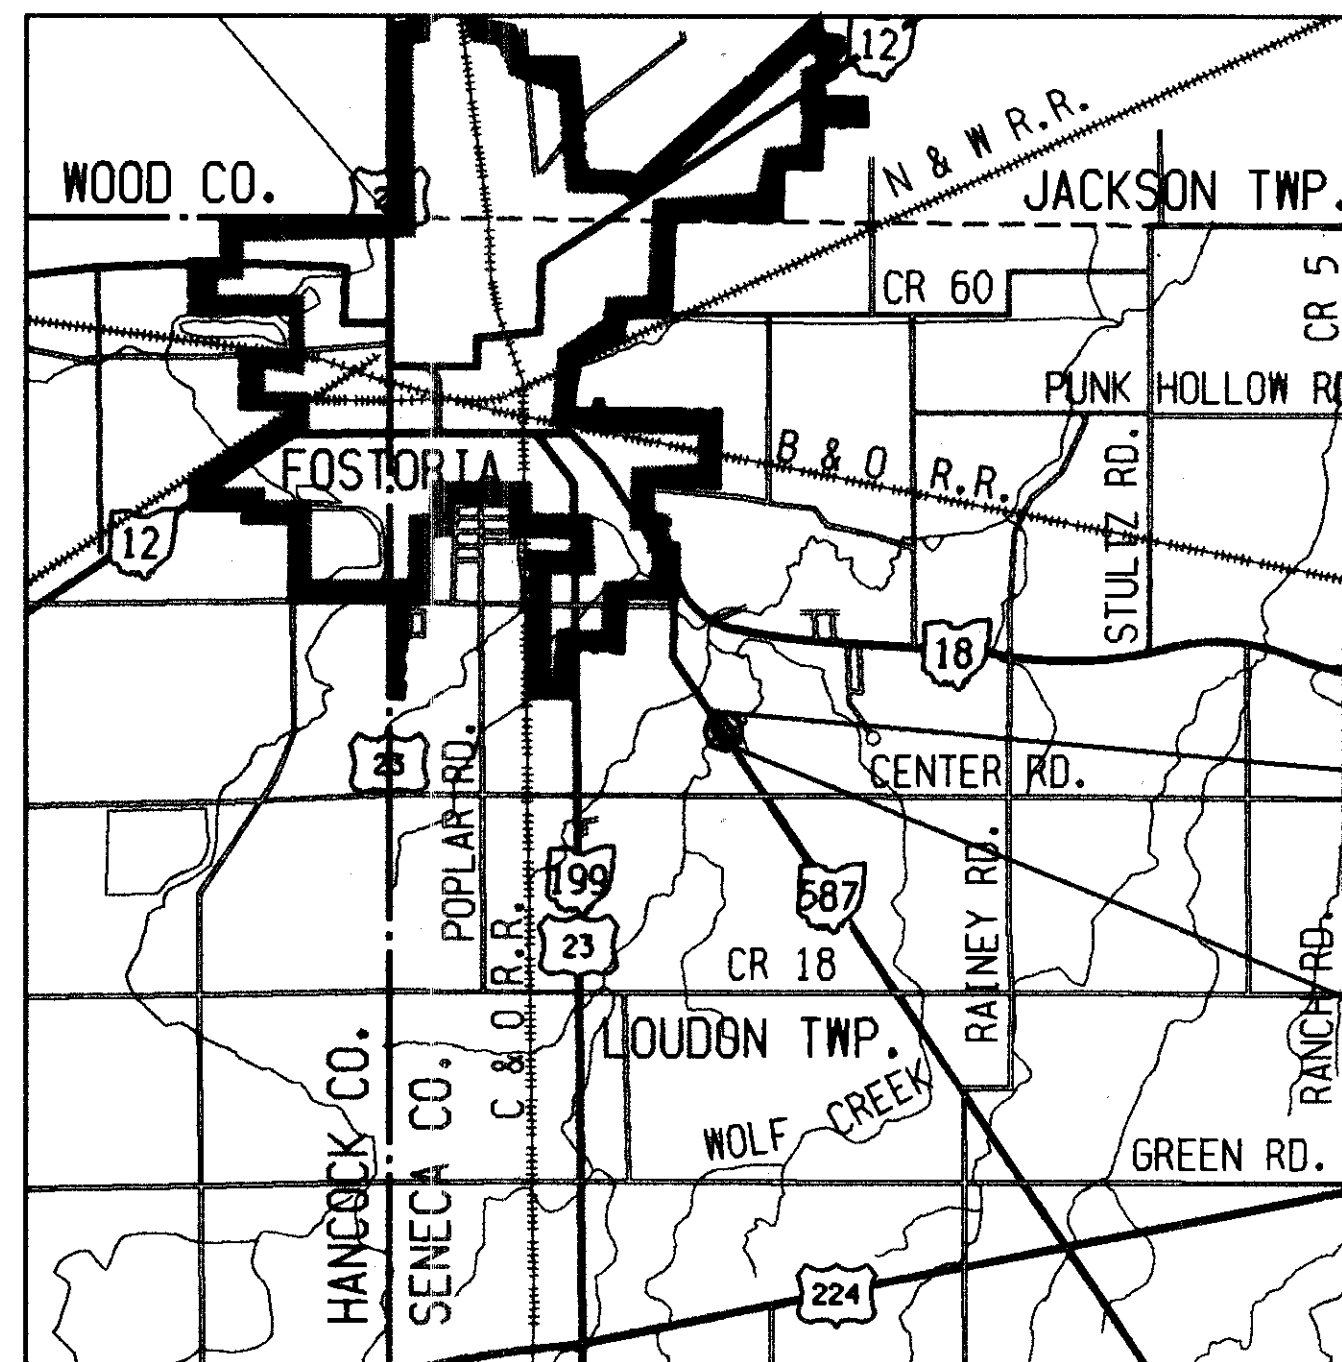 12
N & W R.R.
WOOD CO.
JACKSON TWP.
CR 5
CR 60
PUNK HOLLOW RD
B & O R.R.
FOSTORIA
STULTZ RD.
12
18
23
POPLAR RD.
CENTER RD.
199
587
RAINEY RD.
23
C & O R.R.
CR 18
RANCH RD.
LOUDON TWP.
HANCOCK CO.
SENECA CO.
WOLF CREEK
GREEN RD.
224